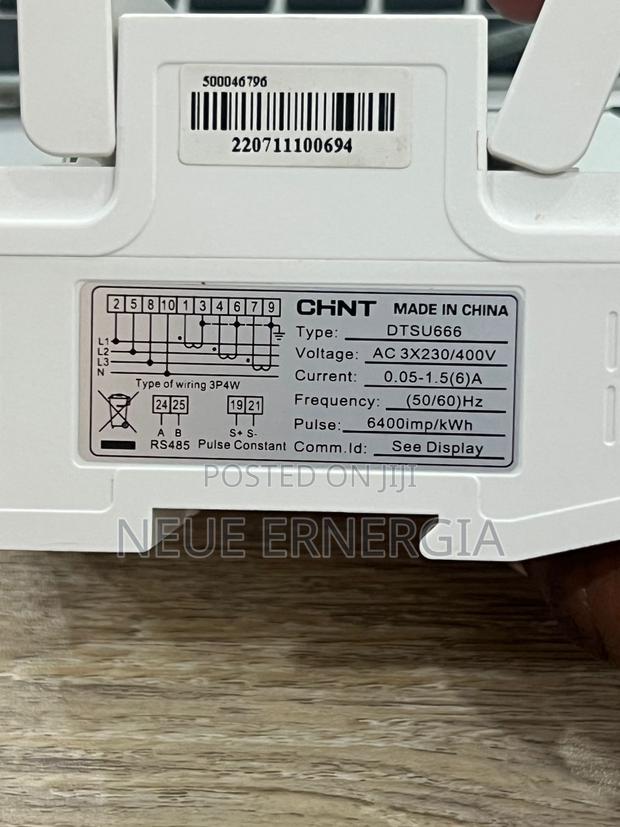 500046796
220711100694
2 5 8 10 1 3 4 6 7 9
L1
L2
L3
N
Type of wiring 3P4W
24 25
A B
RS485
19 21
S+ S-
Pulse Constant
CHNT MADE IN CHINA
Type: DTSU666
Voltage: AC 3X230/400V
Current: 0.05-1.5(6)A
Frequency: (50/60)Hz
Pulse: 6400imp/kWh
Comm.Id: See Display
POSTED ON JIJI
NEUE ERNERGIA